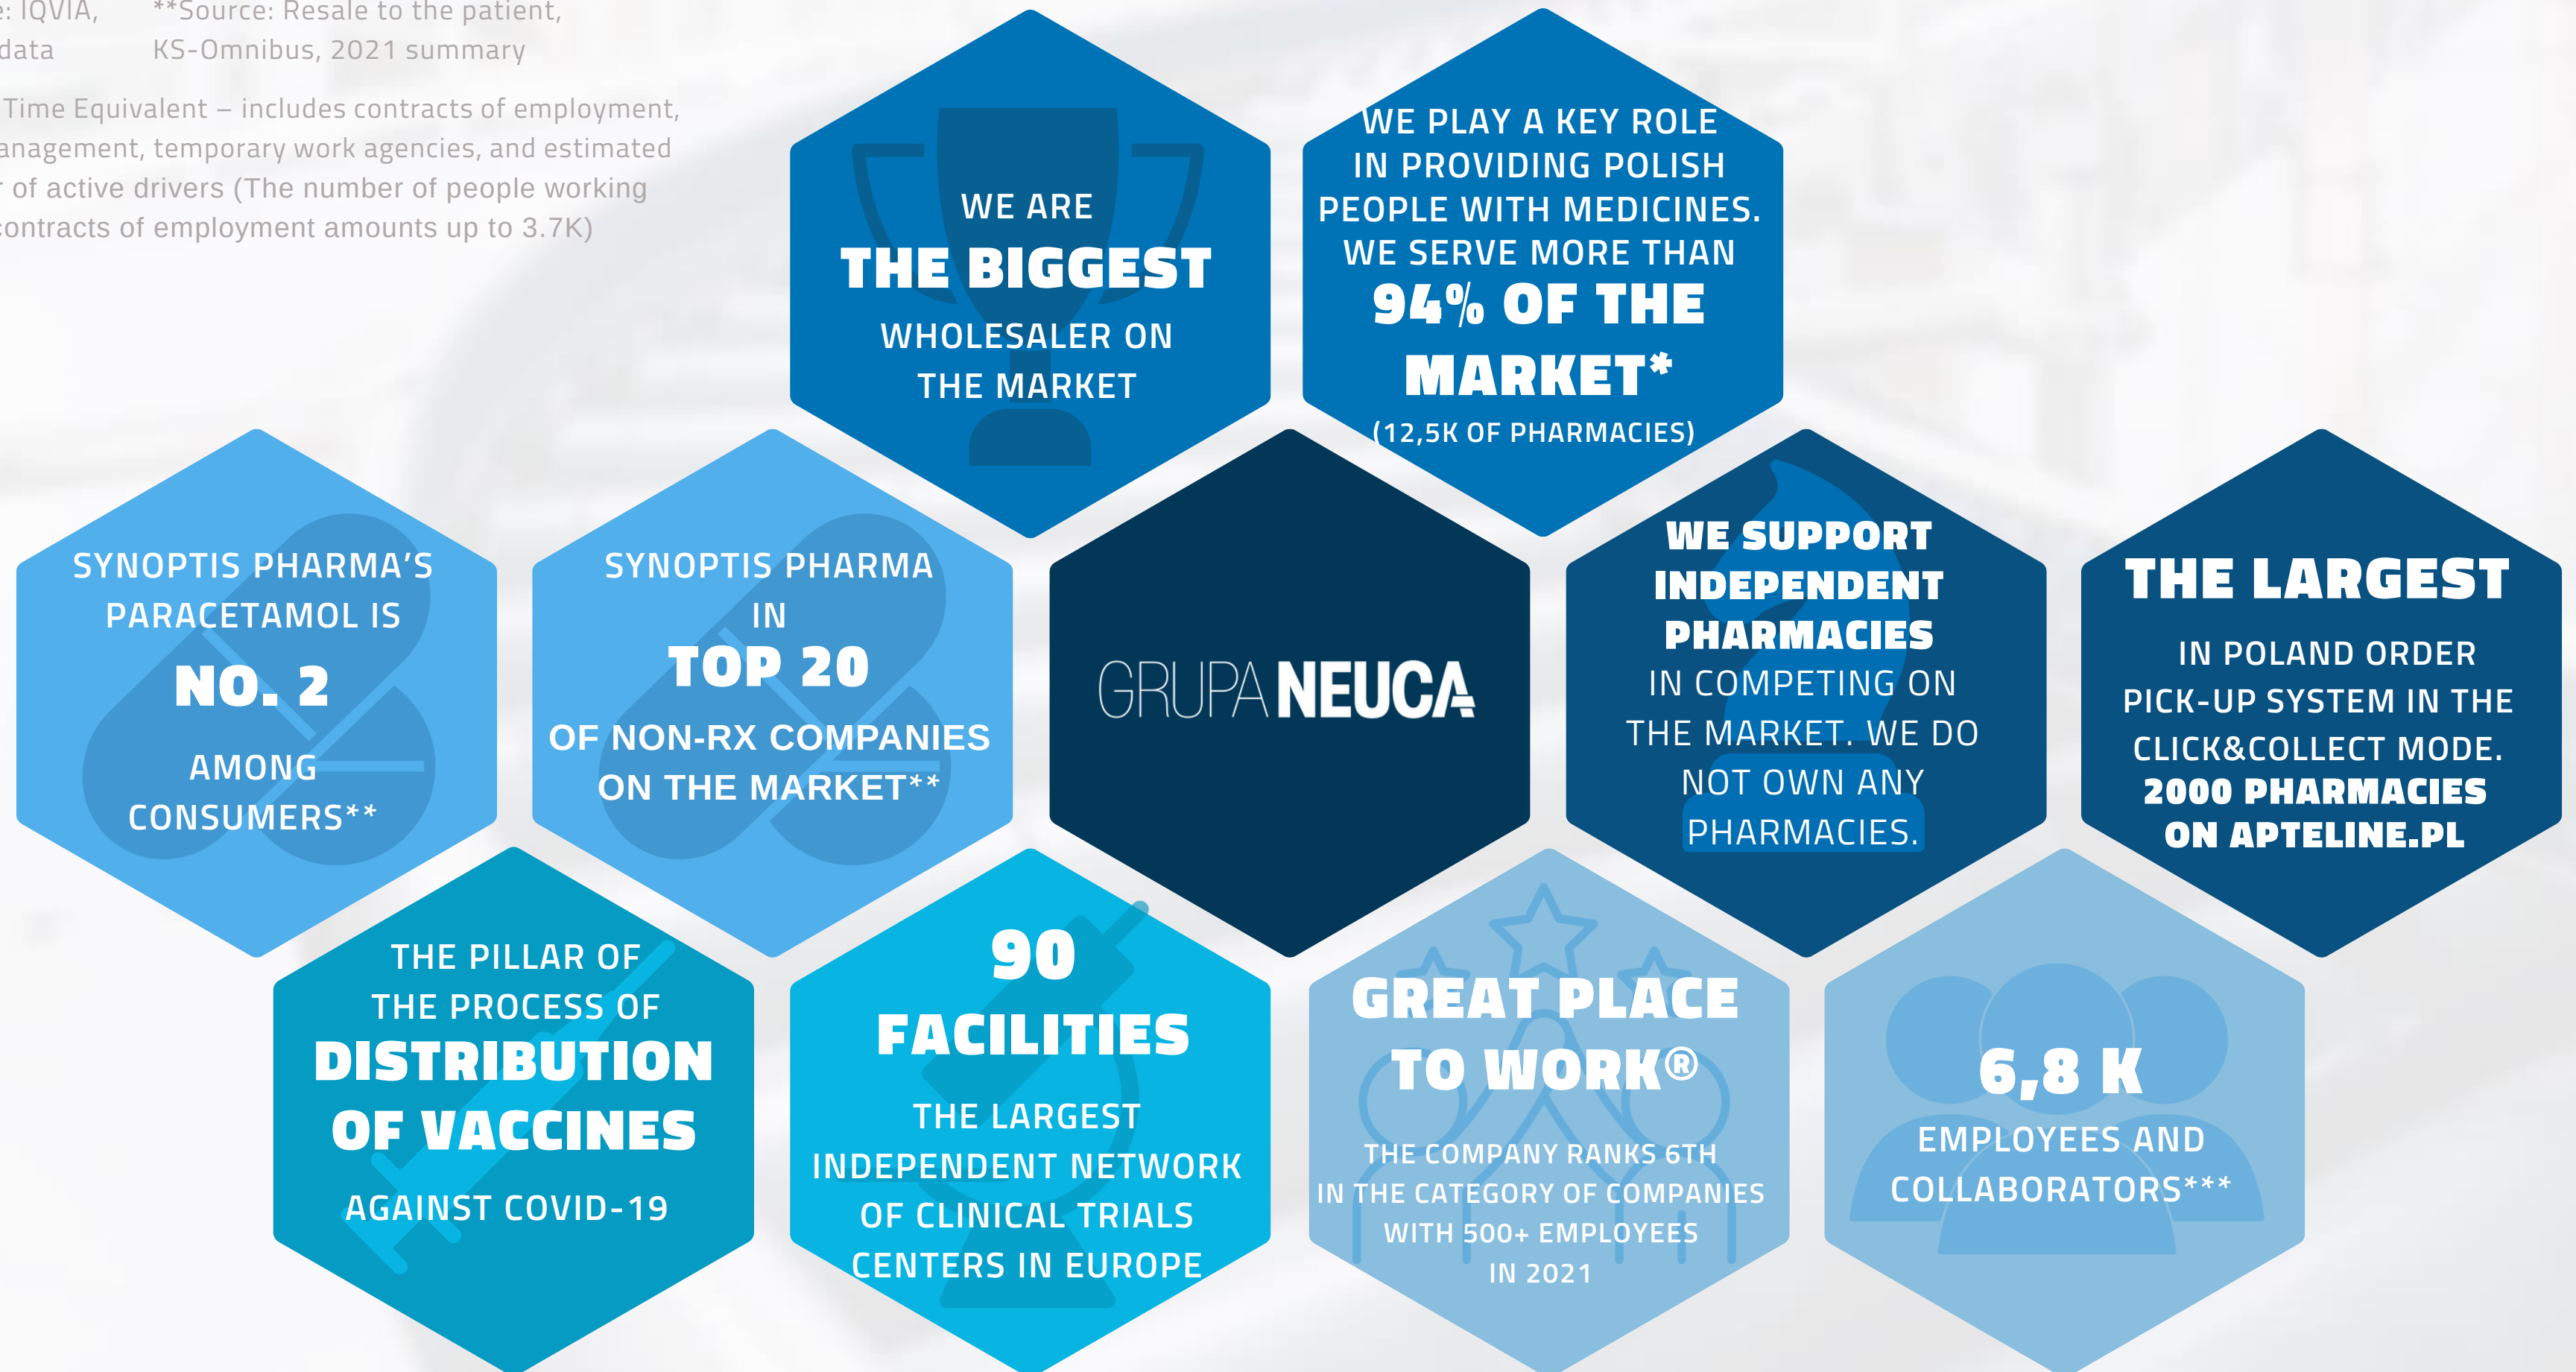 e: IQVIA,
data
**Source: Resale to the patient,
KS-Omnibus, 2021 summary
Time Equivalent – includes contracts of employment,
anagement, temporary work agencies, and estimated
r of active drivers (The number of people working
contracts of employment amounts up to 3.7K)
WE ARE
THE BIGGEST
WHOLESALER ON
THE MARKET
WE PLAY A KEY ROLE
IN PROVIDING POLISH
PEOPLE WITH MEDICINES.
WE SERVE MORE THAN
94% OF THE
MARKET*
(12,5K OF PHARMACIES)
SYNOPTIS PHARMA’S
PARACETAMOL IS
NO. 2
AMONG
CONSUMERS**
SYNOPTIS PHARMA
IN
TOP 20
OF NON-RX COMPANIES
ON THE MARKET**
GRUPA NEUCA
WE SUPPORT
INDEPENDENT
PHARMACIES
IN COMPETING ON
THE MARKET. WE DO
NOT OWN ANY
PHARMACIES.
THE LARGEST
IN POLAND ORDER
PICK-UP SYSTEM IN THE
CLICK&COLLECT MODE.
2000 PHARMACIES
ON APTELINE.PL
THE PILLAR OF
THE PROCESS OF
DISTRIBUTION
OF VACCINES
AGAINST COVID-19
90
FACILITIES
THE LARGEST
INDEPENDENT NETWORK
OF CLINICAL TRIALS
CENTERS IN EUROPE
GREAT PLACE
TO WORK®
THE COMPANY RANKS 6TH
IN THE CATEGORY OF COMPANIES
WITH 500+ EMPLOYEES
IN 2021
6,8 K
EMPLOYEES AND
COLLABORATORS***